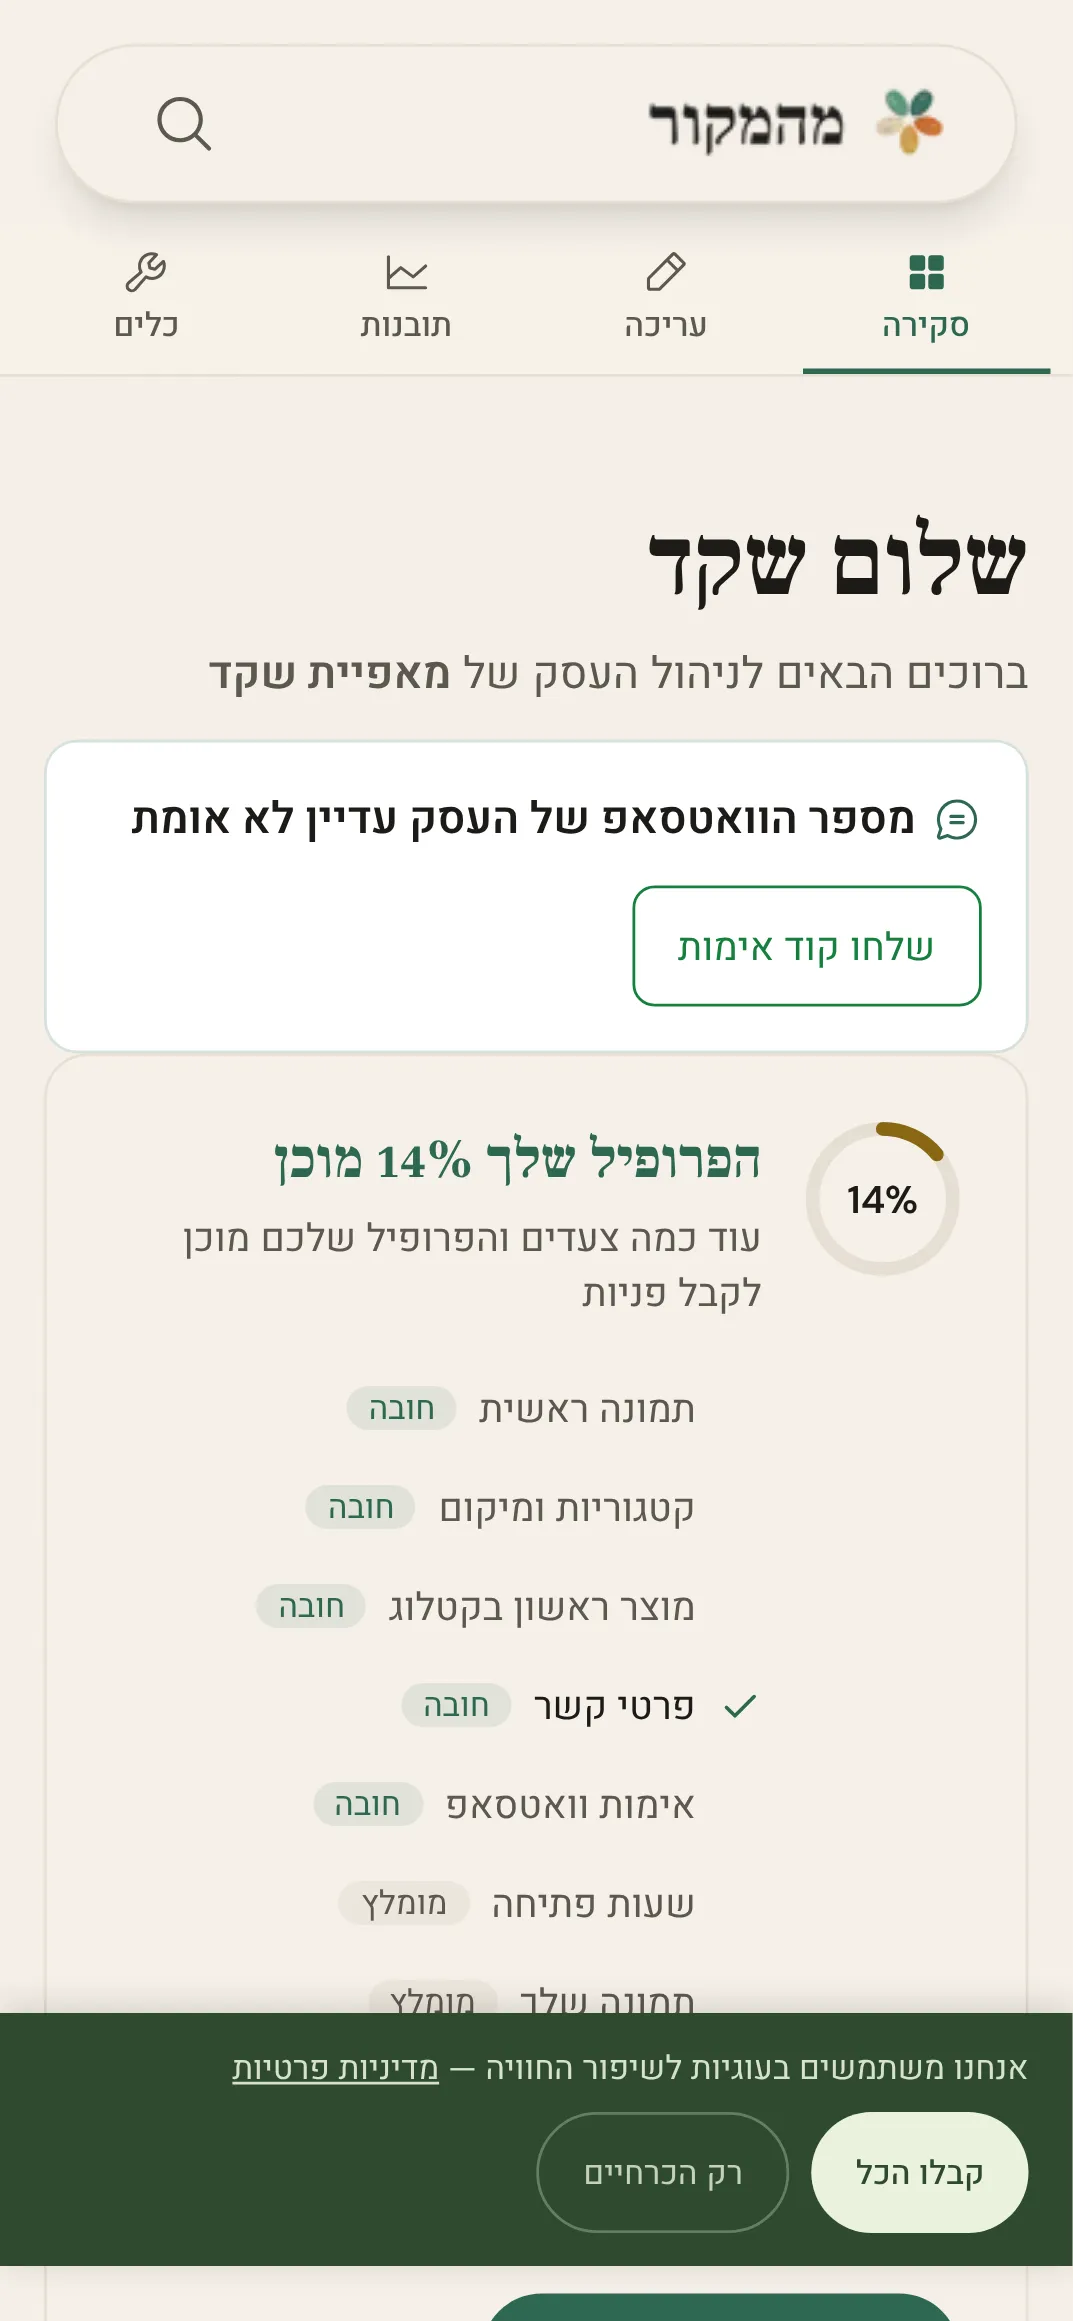 מהמקור
סקירה
עריכה
תובנות
כלים
שלום שקד
ברוכים הבאים לניהול העסק של מאפיית שקד
מספר הוואטסאפ של העסק עדיין לא אומת
שלחו קוד אימות
14%
הפרופיל שלך 14% מוכן
עוד כמה צעדים והפרופיל שלכם מוכן
לקבל פניות
תמונה ראשית חובה
קטגוריות ומיקום חובה
מוצר ראשון בקטלוג חובה
פרטי קשר חובה
אימות וואטסאפ חובה
שעות פתיחה מומלץ
תמונה שלך מומלץ
אנחנו משתמשים בעוגיות לשיפור החוויה — מדיניות פרטיות
קבלו הכל
רק הכרחיים